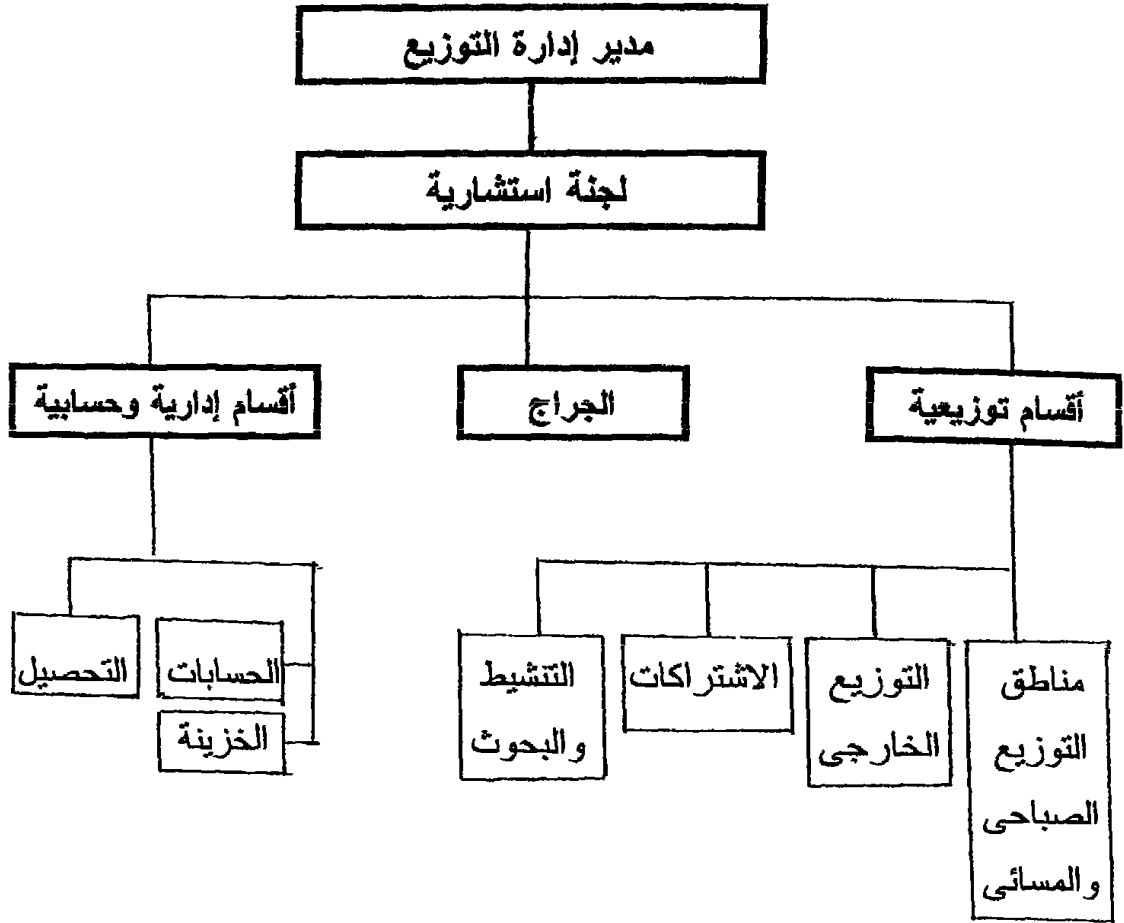 مدير إدارة التوزيع
لجنة استشارية
أقسام توزيعية
الجراج
أقسام إدارية وحسابية
مناطق
التوزيع
الصباحى
والمسائى
التوزيع
الخارجى
الاشتراكات
التنشيط
والبحوث
الحسابات
الخزينة
التحصيل